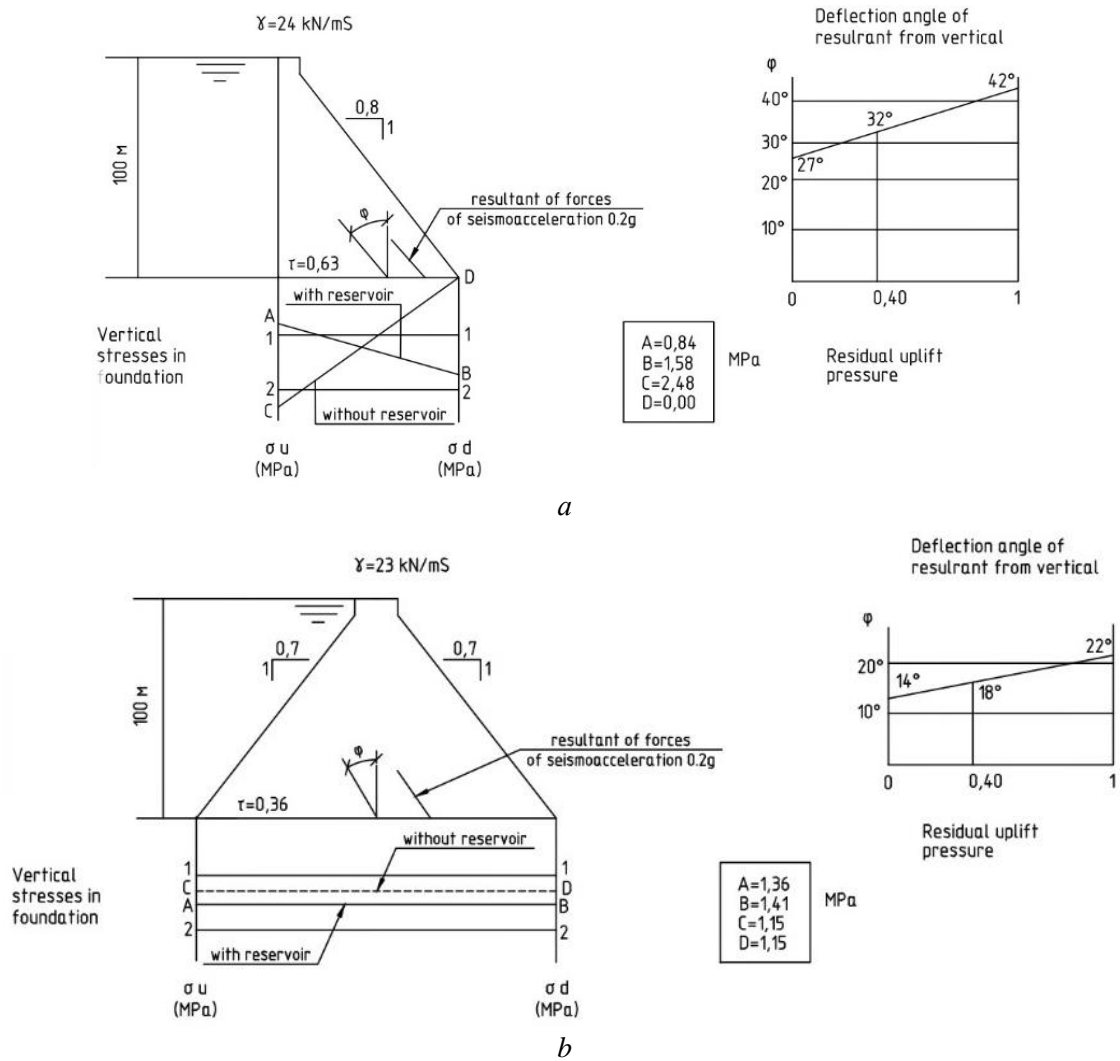 ɣ=24 kN/mS
Deflection angle of
resulrant from vertical
φ
40°
30°
20°
10°
27°
32°
42°
0
0,40
1
Residual uplift
pressure
100 м
0,8
1
φ
resultant of forces
of seismoacceleration 0.2g
τ=0,63
D
with reservoir
A
1
2
C
1
B
2
without reservoir
Vertical
stresses in
foundation
σ u
(MPa)
σ d
(MPa)
A=0,84
B=1,58
C=2,48
D=0,00
MPa
a
ɣ=23 kN/mS
Deflection angle of
resulrant from vertical
φ
20°
10°
14°
18°
22°
0
0,40
1
Residual uplift
pressure
100 м
0,7
1
0,7
1
φ
resultant of forces
of seismoacceleration 0.2g
τ=0,36
without reservoir
1
C
A
2
1
D
B
2
with reservoir
Vertical
stresses in
foundation
σ u
(MPa)
σ d
(MPa)
A=1,36
B=1,41
C=1,15
D=1,15
MPa
b